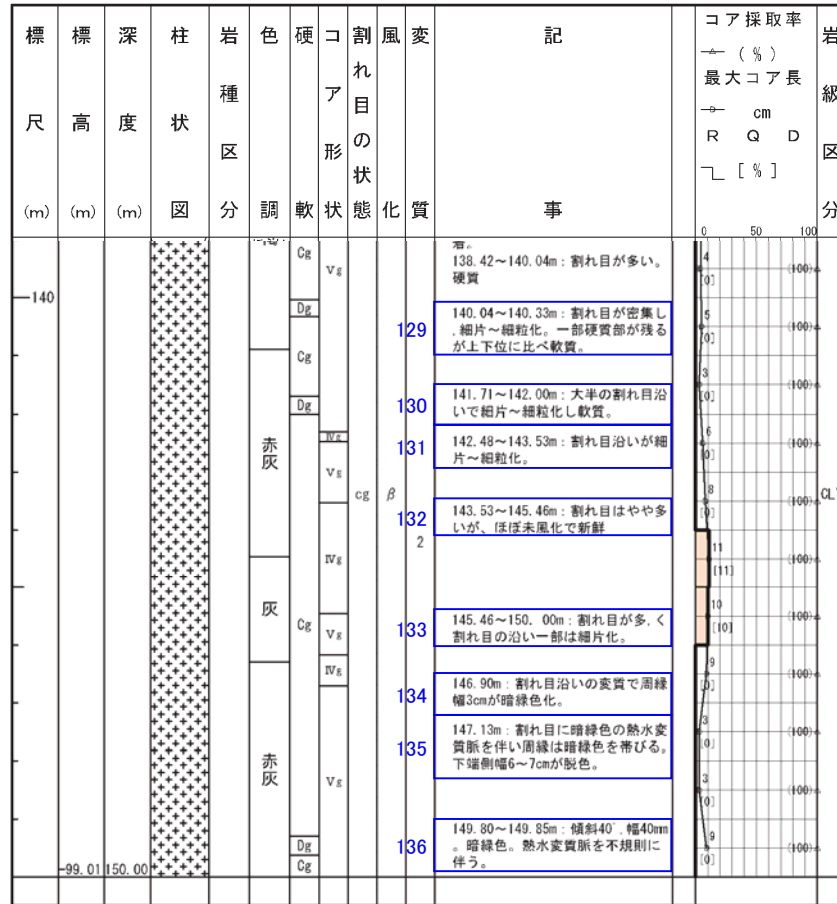 標尺(m)
標高(m)
深度(m)
柱状図
岩種区分
色調
硬軟
コア形状
割れ目の状態
風化
変質
記事
コア採取率
(%)
最大コア長
cm
R Q D
[%]
岩級区分
0 50 100
着。
138.42~140.04m:割れ目が多い。
硬質
129
140.04~140.33m:割れ目が密集し
,細片~細粒化。一部硬質部が残る
が上下位に比べ軟質。
130
141.71~142.00m:大半の割れ目沿
いで細片~細粒化し軟質。
131
142.48~143.53m:割れ目沿いが細
片~細粒化。
132
143.53~145.46m:割れ目はやや多
いが、ほぼ未風化で新鮮
133
145.46~150. 00m:割れ目が多,く
割れ目の沿い一部は細片化。
134
146.90m:割れ目沿いの変質で周縁
幅3cmが暗緑色化。
135
147.13m:割れ目に暗緑色の熱水変
質脈を伴い周縁は暗緑色を帯びる。
下端側幅6~7cmが脱色。
136
149.80~149.85m:傾斜40゜,幅40mm
。暗緑色。熱水変質脈を不規則に
伴う。
140
-99.01
150.00
赤灰
灰
赤灰
Cg
Dg
Cg
Dg
Cg
Dg
Cg
Vg
Ⅳg
Vg
Ⅳg
Vg
Ⅳg
Vg
cg
β
2
4
[0]
(100)
5
[0]
(100)
3
[0]
(100)
6
[0]
(100)
8
[0]
(100)
11
[11]
(100)
10
[10]
(100)
9
[0]
(100)
3
[0]
(100)
3
[0]
(100)
9
[0]
(100)